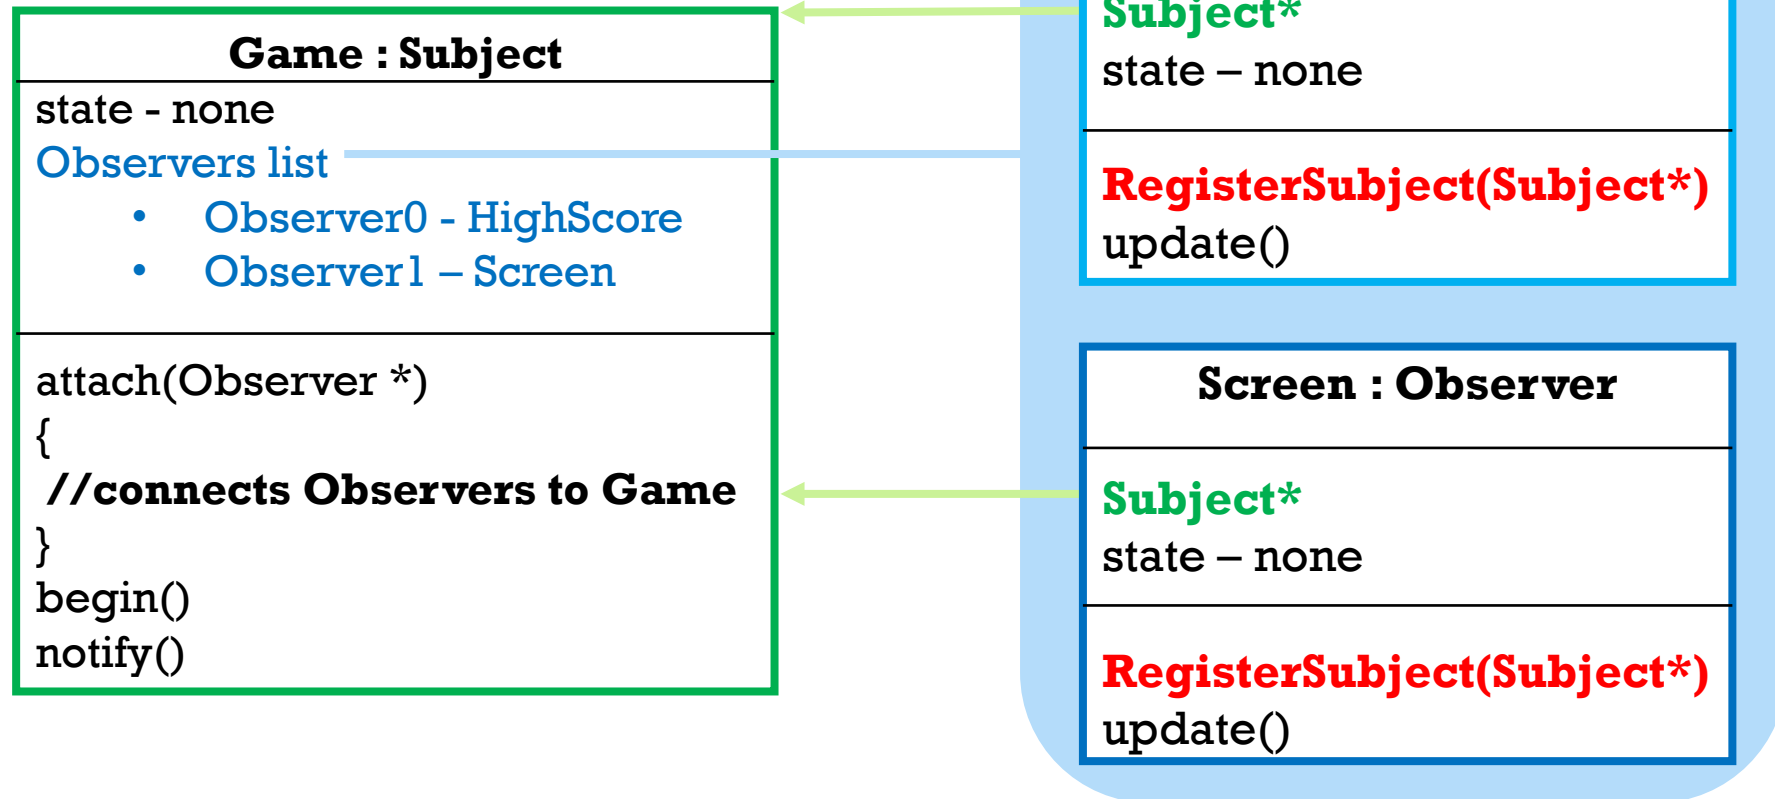 Game : Subject
state - none
Observers list
• Observer0 - HighScore
• Observer1 – Screen
attach(Observer *)
{
//connects Observers to Game
}
begin()
notify()
Subject*
state – none
RegisterSubject(Subject*)
update()
Screen : Observer
Subject*
state – none
RegisterSubject(Subject*)
update()